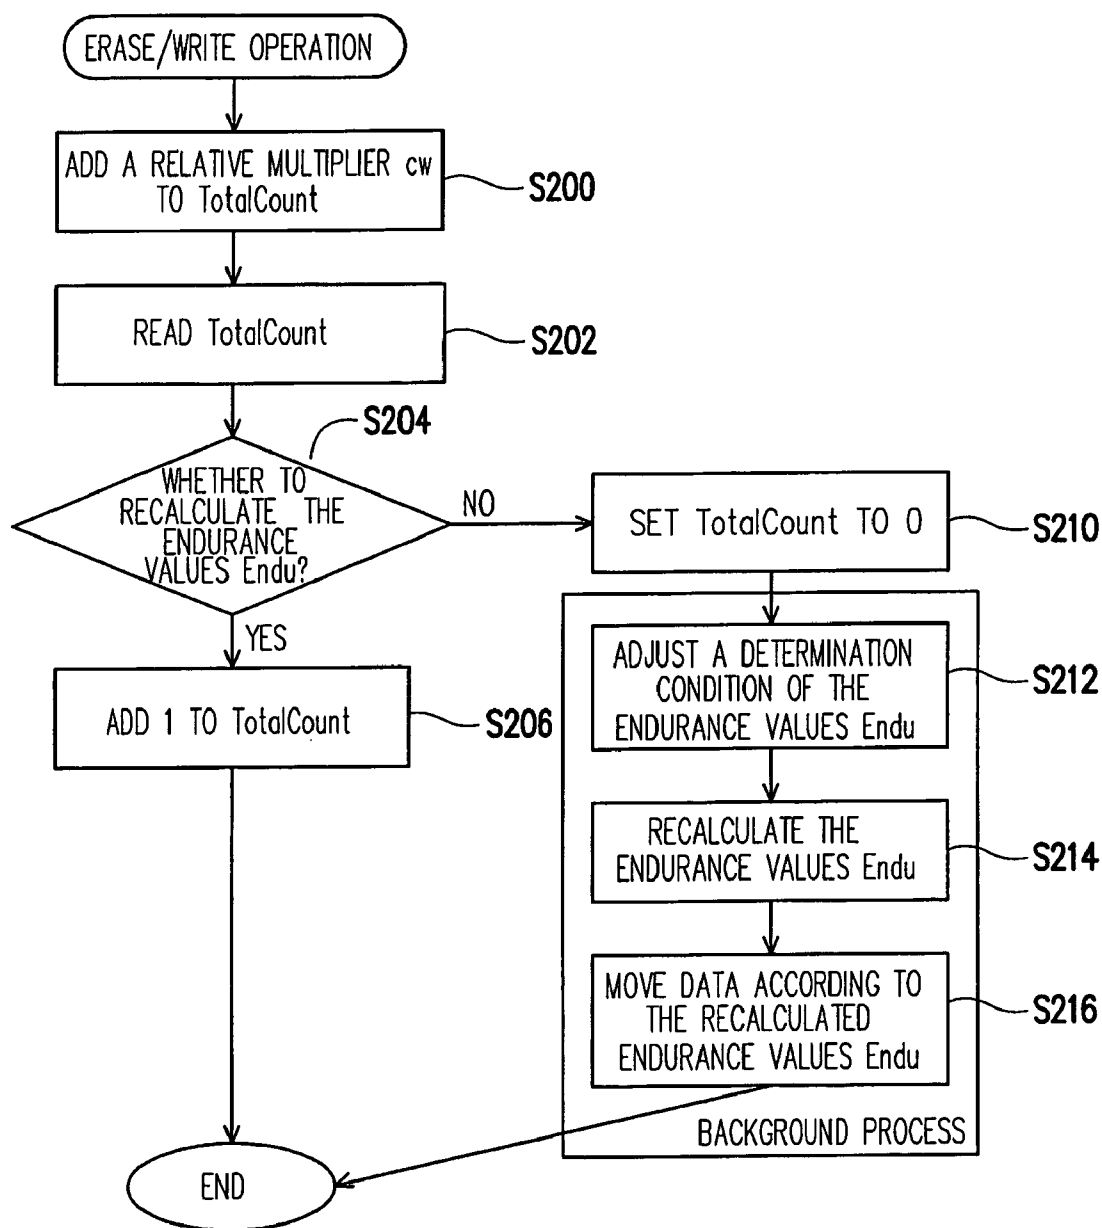 ERASE/WRITE OPERATION
ADD A RELATIVE MULTIPLIER cw
TO TotalCount
S200
READ TotalCount
S202
S204
WHETHER TO
RECALCULATE THE
ENDURANCE
VALUES Endu?
NO
YES
ADD 1 TO TotalCount
S206
SET TotalCount TO 0
S210
ADJUST A DETERMINATION
CONDITION OF THE
ENDURANCE VALUES Endu
S212
RECALCULATE THE
ENDURANCE VALUES Endu
S214
MOVE DATA ACCORDING TO
THE RECALCULATED
ENDURANCE VALUES Endu
S216
BACKGROUND PROCESS
END